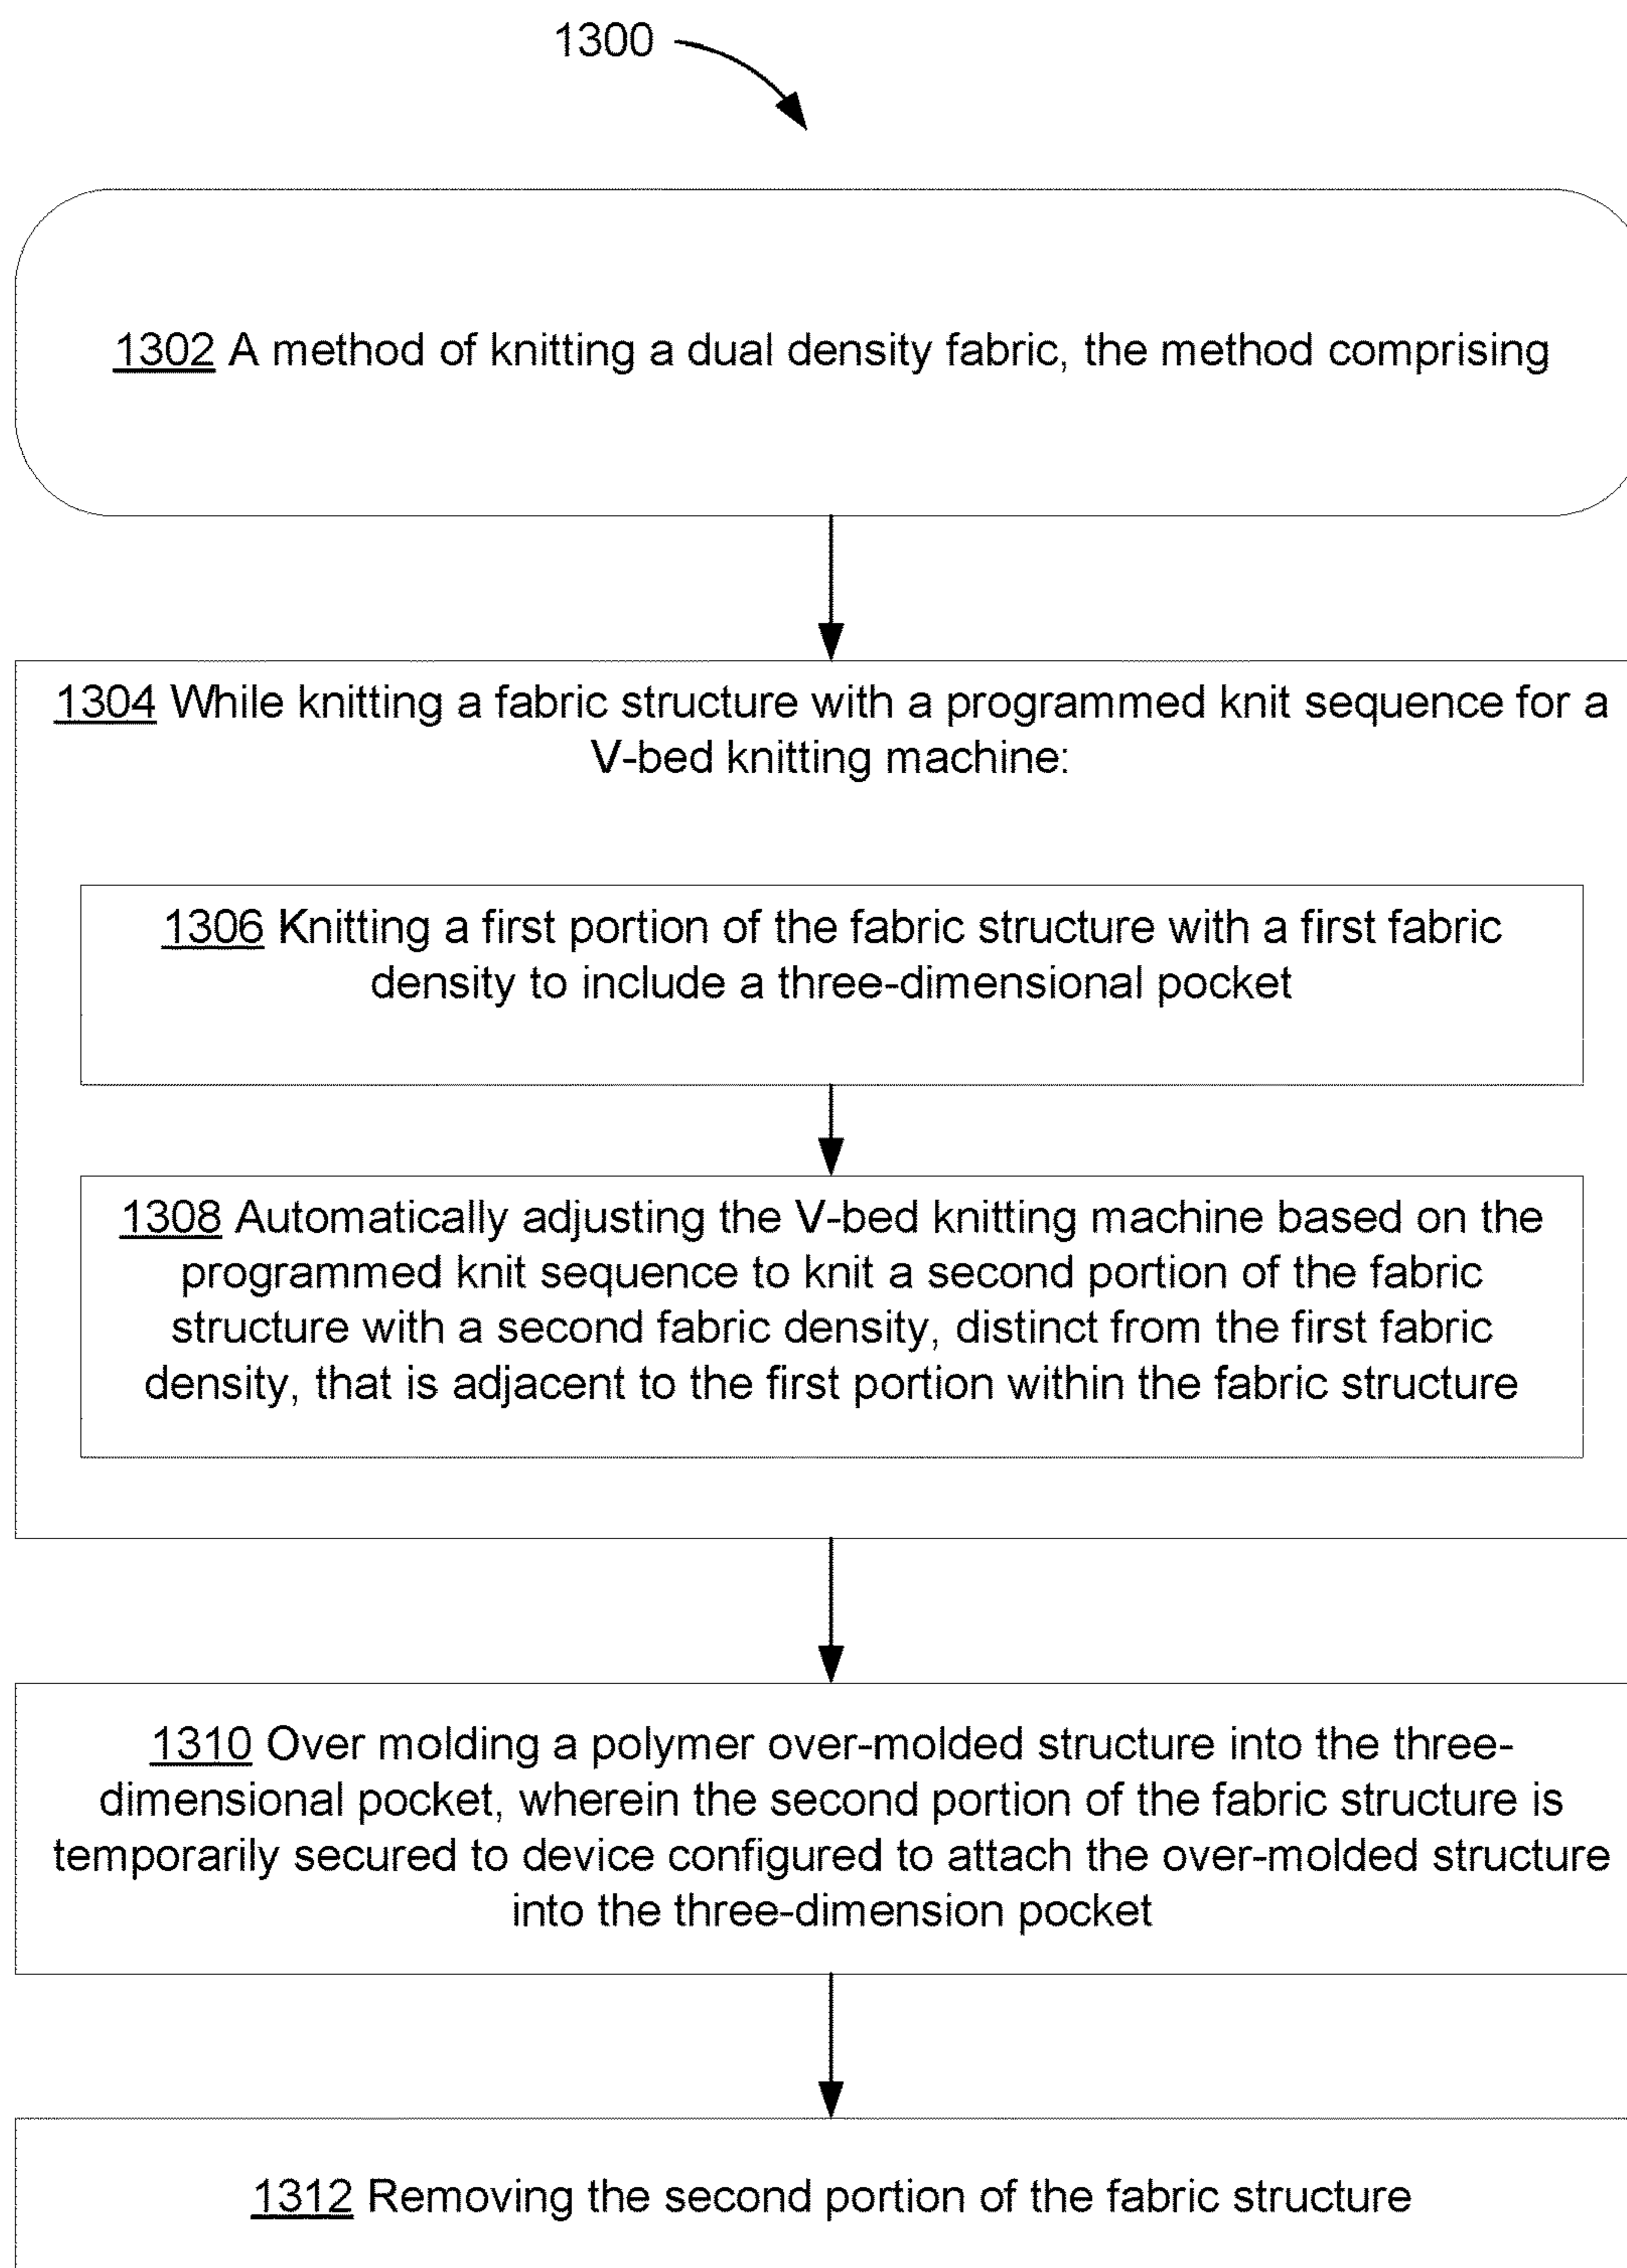 1300
1302 A method of knitting a dual density fabric, the method comprising
1304 While knitting a fabric structure with a programmed knit sequence for a
V-bed knitting machine:
1306 Knitting a first portion of the fabric structure with a first fabric
density to include a three-dimensional pocket
1308 Automatically adjusting the V-bed knitting machine based on the
programmed knit sequence to knit a second portion of the fabric
structure with a second fabric density, distinct from the first fabric
density, that is adjacent to the first portion within the fabric structure
1310 Over molding a polymer over-molded structure into the three-
dimensional pocket, wherein the second portion of the fabric structure is
temporarily secured to device configured to attach the over-molded structure
into the three-dimension pocket
1312 Removing the second portion of the fabric structure